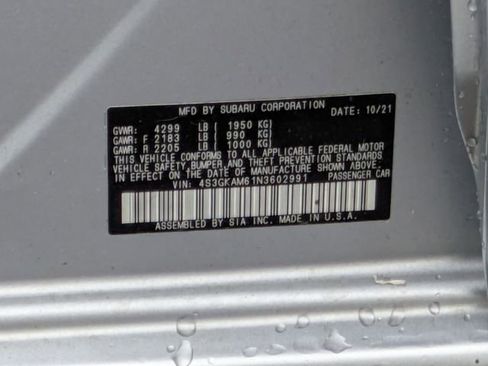 MFD BY SUBARU CORPORATION DATE: 10/21
GVWR: 4299 LB ( 1950 KG)
GAWR: F 2183 LB ( 990 KG)
GAWR: R 2205 LB ( 1000 KG)
THIS VEHICLE CONFORMS TO ALL APPLICABLE FEDERAL MOTOR
VEHICLE SAFETY, BUMPER AND THEFT PREVENTION STANDARDS
IN EFFECT ON THE DATE OF MANUFACTURE SHOWN ABOVE.
VIN: 4S3GKAM61N3602991 PASSENGER CAR
ASSEMBLED BY SIA INC. MADE IN U.S.A.